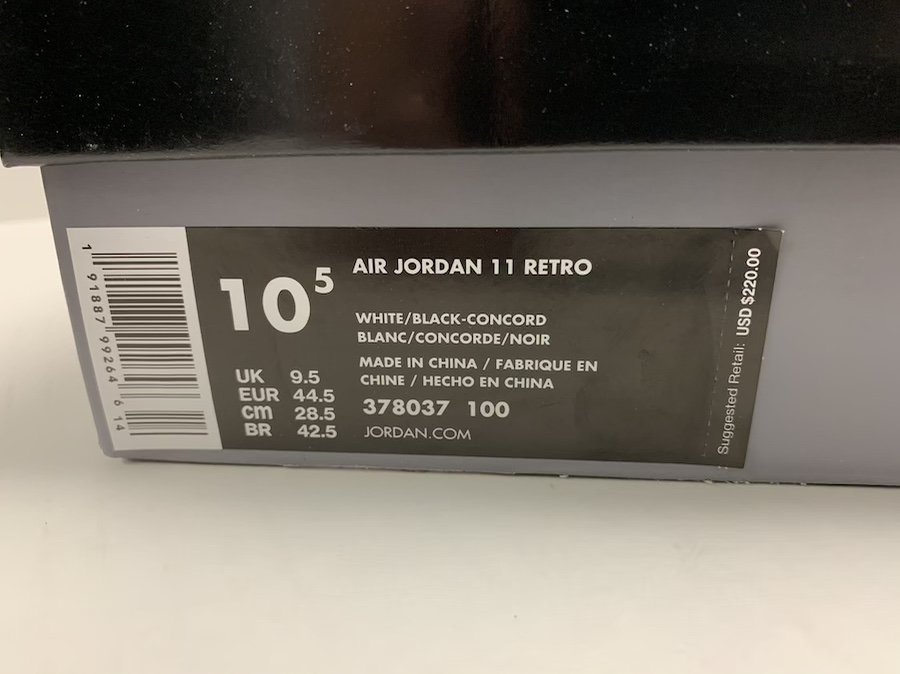 1 91887 99264 6 14
10 5
UK 9.5
EUR 44.5
cm 28.5
BR 42.5
AIR JORDAN 11 RETRO
WHITE/BLACK-CONCORD
BLANC/CONCORDE/NOIR
MADE IN CHINA / FABRIQUE EN
CHINE / HECHO EN CHINA
378037 100
JORDAN.COM
Suggested Retail: USD $220.00